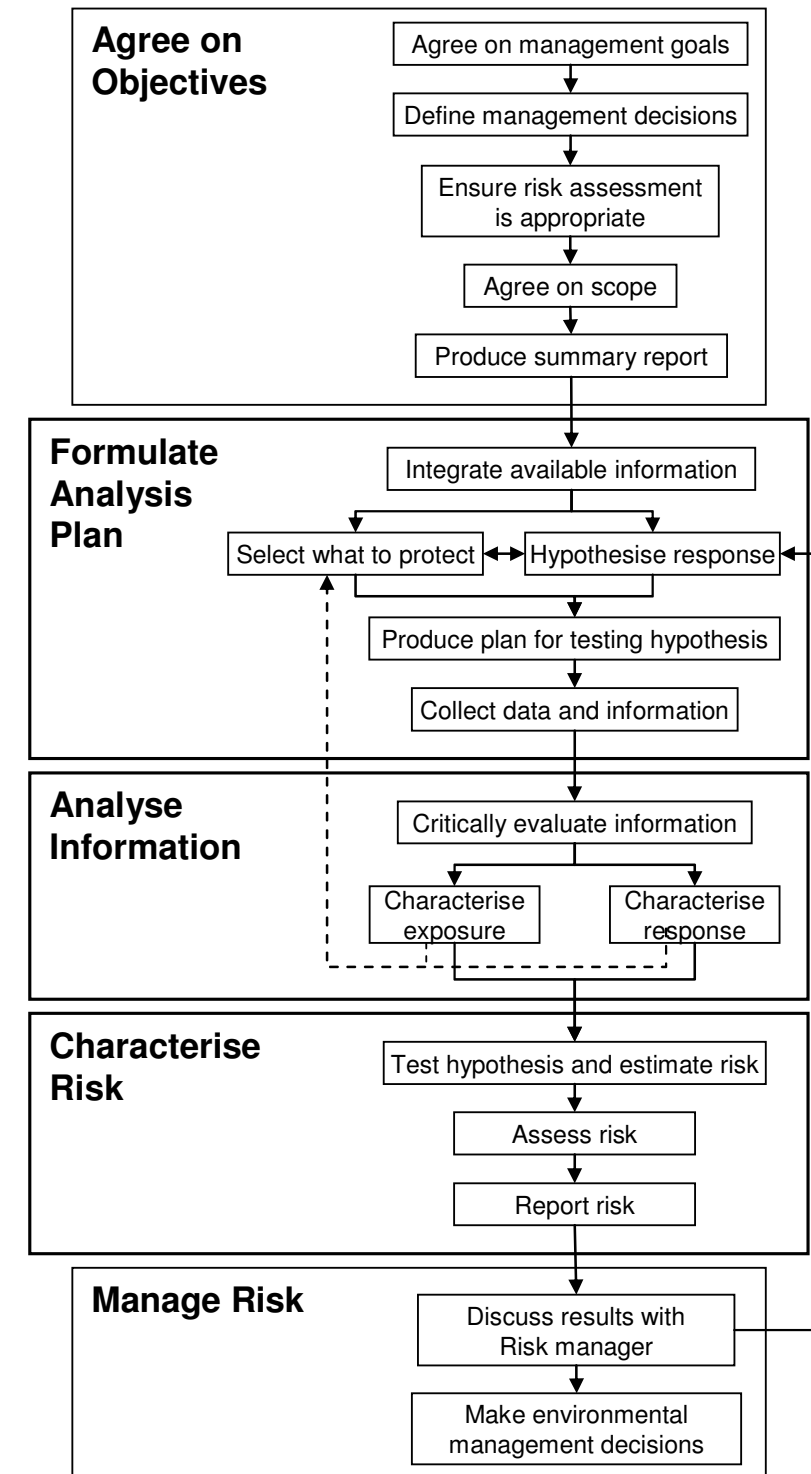 Agree on
Objectives
Agree on management goals
Define management decisions
Ensure risk assessment
is appropriate
Agree on scope
Produce summary report
Formulate
Analysis
Plan
Integrate available information
Select what to protect
Hypothesise response
Produce plan for testing hypothesis
Collect data and information
Analyse
Information
Critically evaluate information
Characterise
exposure
Characterise
response
Characterise
Risk
Test hypothesis and estimate risk
Assess risk
Report risk
Manage Risk
Discuss results with
Risk manager
Make environmental
management decisions